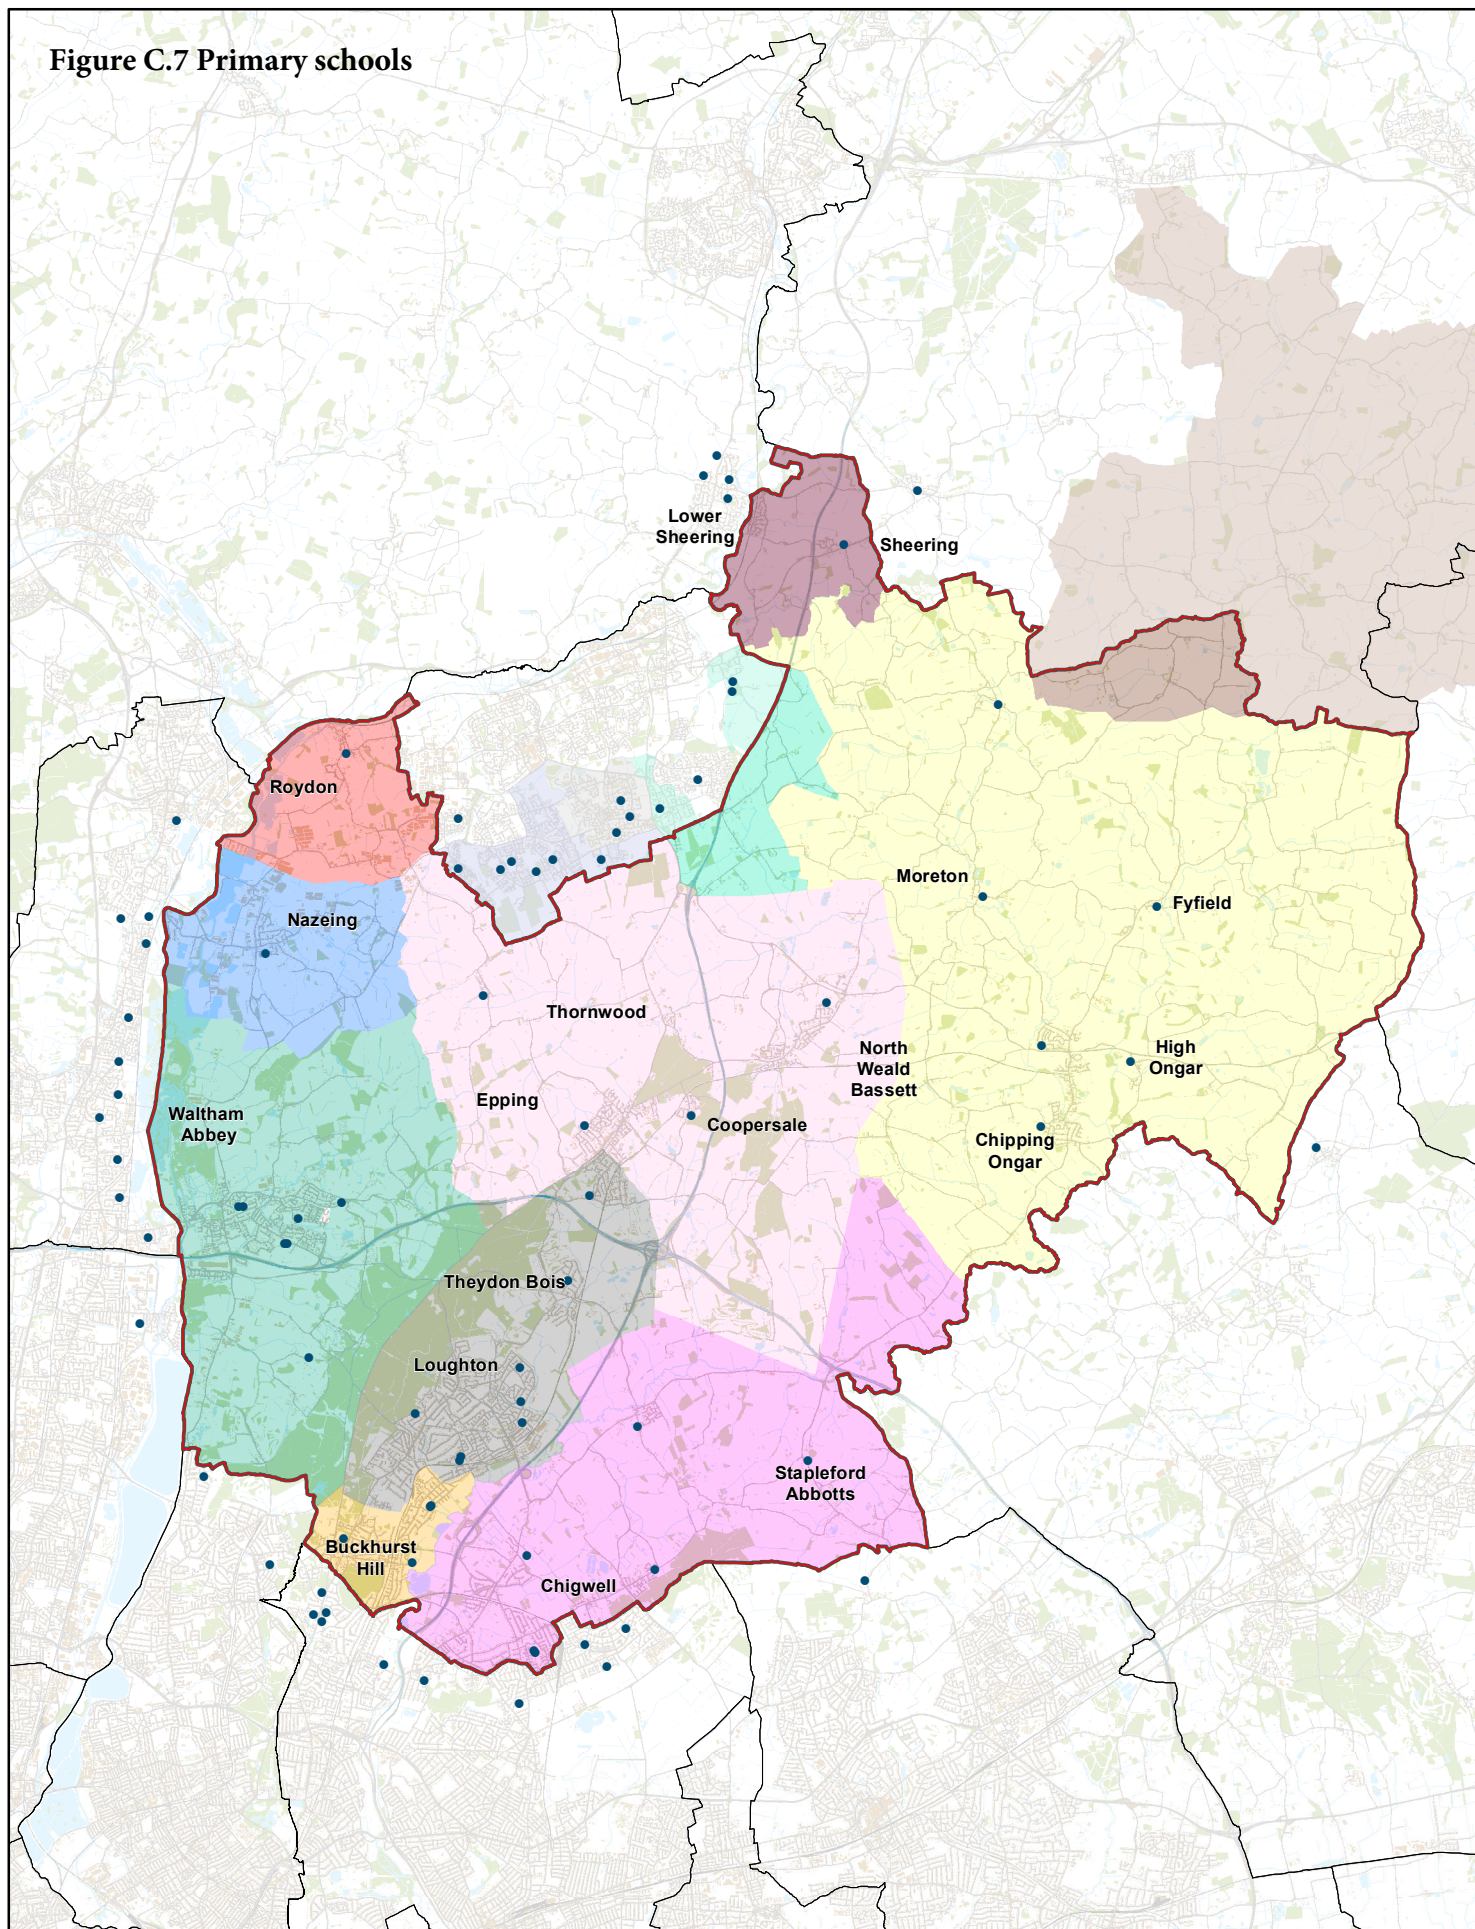 Figure C.7 Primary schools
Lower
Sheering
Sheering
Roydon
Moreton
Fyfield
Nazeing
Thornwood
North
Weald
Bassett
High
Ongar
Epping
Waltham
Abbey
Coopersale
Chipping
Ongar
Theydon Bois
Loughton
Stapleford
Abbotts
Buckhurst
Hill
Chigwell